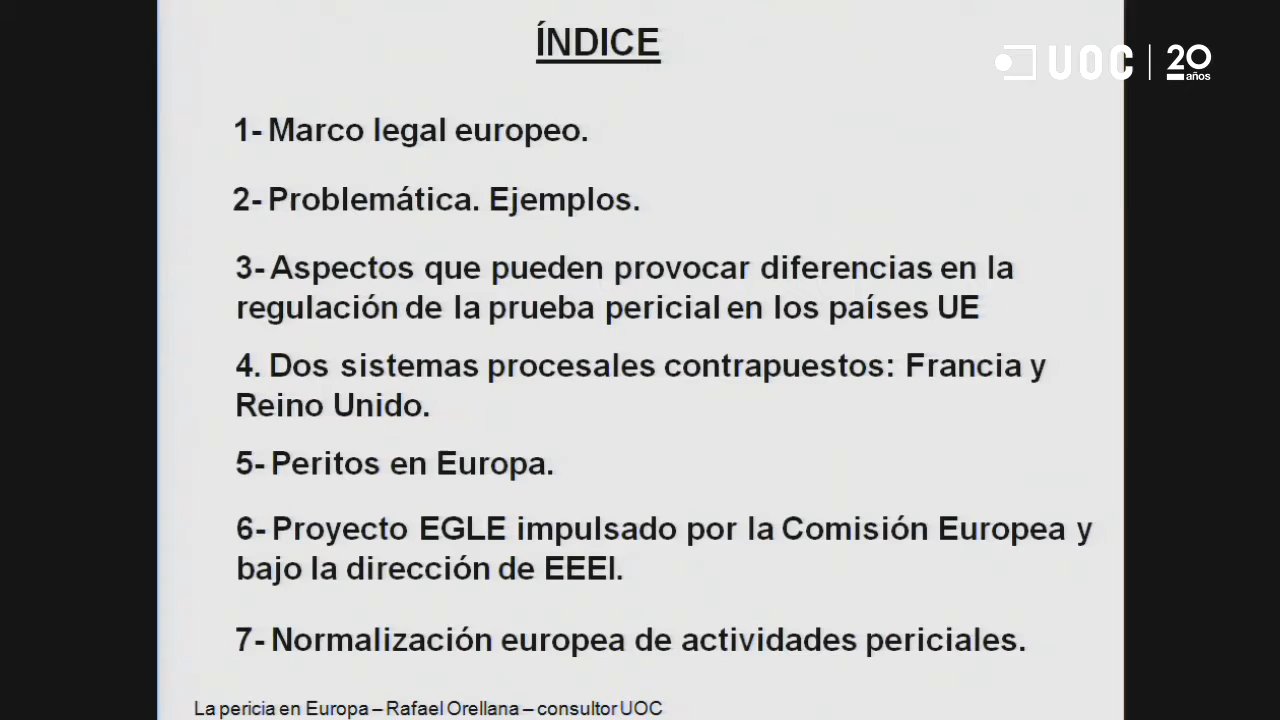 ÍNDICE
UOC | 20
años
1- Marco legal europeo.
2- Problemática. Ejemplos.
3- Aspectos que pueden provocar diferencias en la
regulación de la prueba pericial en los países UE
4. Dos sistemas procesales contrapuestos: Francia y
Reino Unido.
5- Peritos en Europa.
6- Proyecto EGLE impulsado por la Comisión Europea y
bajo la dirección de EEEI.
7- Normalización europea de actividades periciales.
La pericia en Europa – Rafael Orellana – consultor UOC